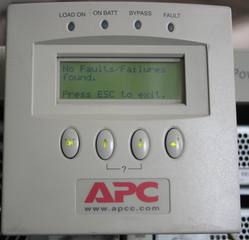 LOAD ON ON BATT BYPASS FAULT
No Faults/Failures
found.
Press ESC to exit.
?
APC
www.apcc.com